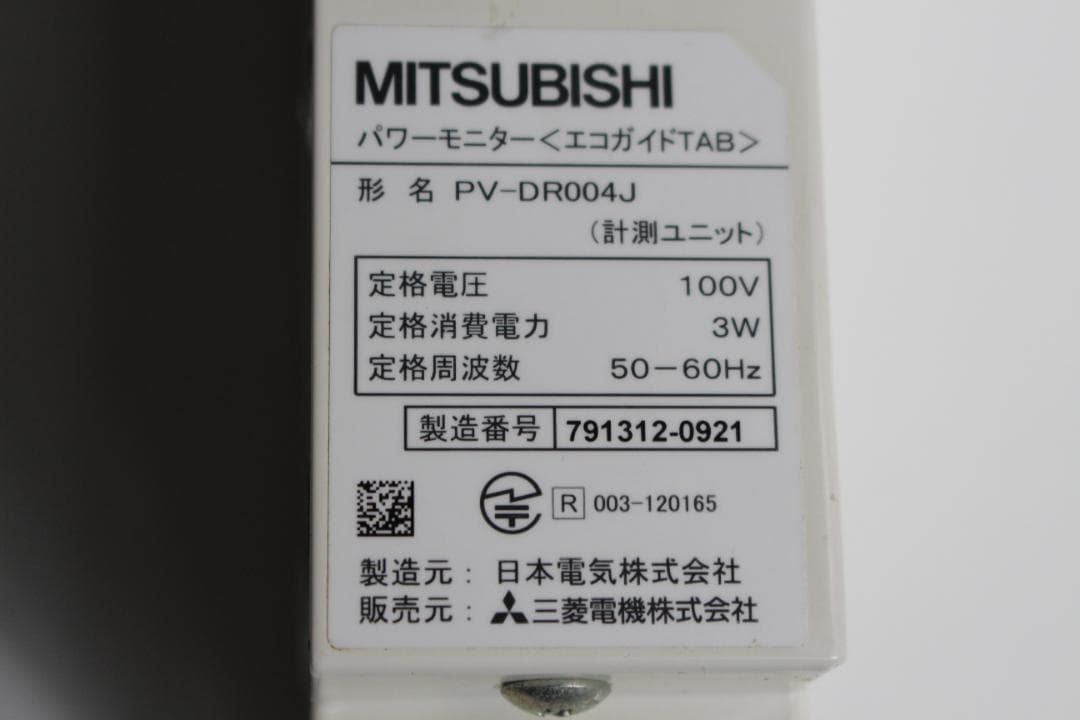 MITSUBISHI
パワーモニター<エコガイドTAB>
形 名 PV-DR004J
(計測ユニット)
定格電圧 100V
定格消費電力 3W
定格周波数 50-60Hz
製造番号 791312-0921
R 003-120165
製造元: 日本電気株式会社
販売元: 三菱電機株式会社